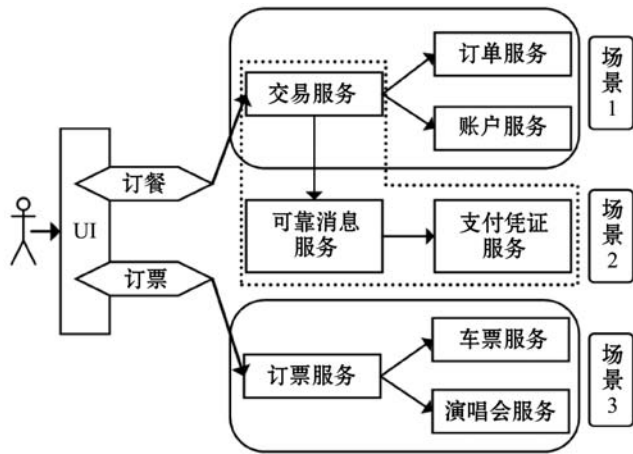 订单服务
交易服务
账户服务
场
景
1
订餐
UI
可靠消息
服务
支付凭证
服务
场
景
2
订票
车票服务
订票服务
演唱会服务
场
景
3